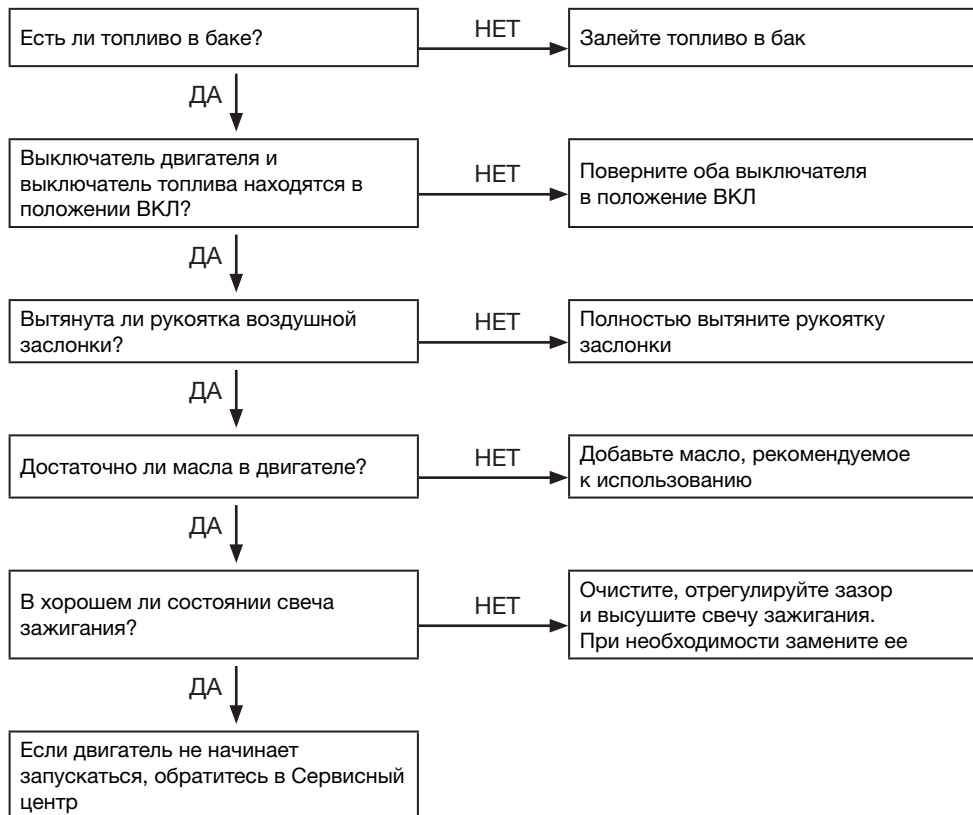 Есть ли топливо в баке?
НЕТ
Залейте топливо в бак
ДА
Выключатель двигателя и
выключатель топлива находятся в
положении ВКЛ?
НЕТ
Поверните оба выключателя
в положение ВКЛ
ДА
Вытянута ли рукоятка воздушной
заслонки?
НЕТ
Полностью вытяните рукоятку
заслонки
ДА
Достаточно ли масла в двигателе?
НЕТ
Добавьте масло, рекомендуемое
к использованию
ДА
В хорошем ли состоянии свеча
зажигания?
НЕТ
Очистите, отрегулируйте зазор
и высушите свечу зажигания.
При необходимости замените ее
ДА
Если двигатель не начинает
запускаться, обратитесь в Сервисный
центр